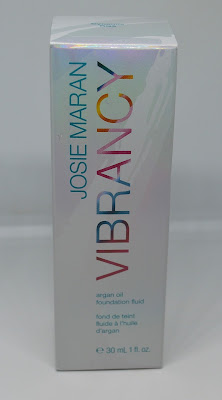 JOSIE MARAN
VIBRANCY
argan oil
foundation fluid
fond de teint
fluide à l'huile
d'argan
℮ 30 ml, 1 fl. oz.